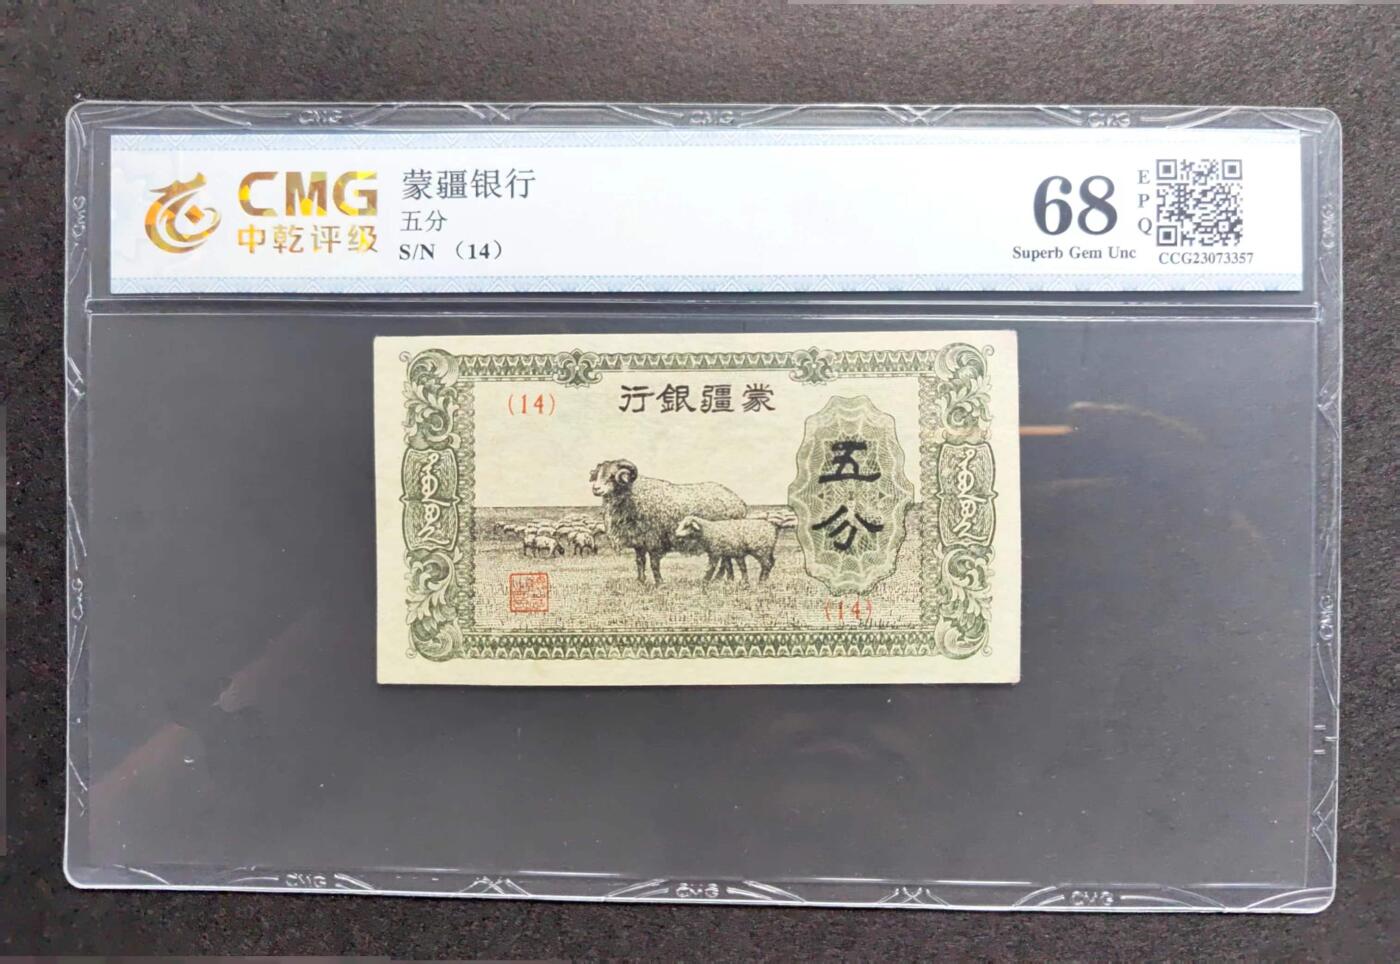 CMG
中乾评级
蒙疆银行
五分
S/N （14）
68
EPQ
Superb Gem Unc
CCG23073357
(14)
行銀疆蒙
五分
(14)